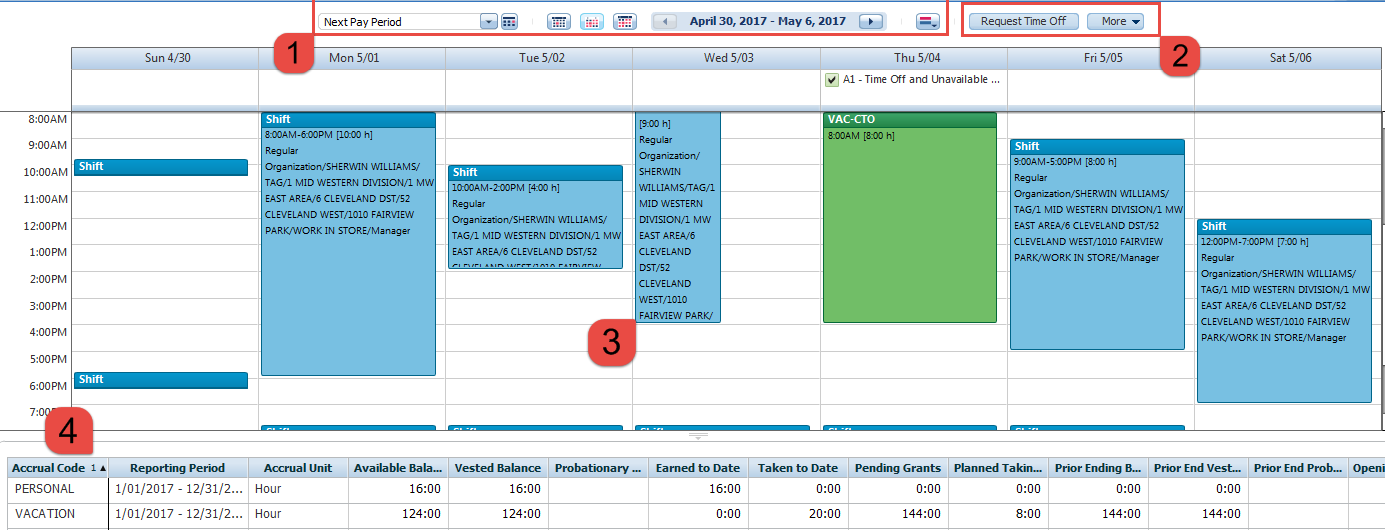 Next Pay Period
April 30, 2017 - May 6, 2017
Request Time Off
More
1
2
Sun 4/30
Mon 5/01
Tue 5/02
Wed 5/03
Thu 5/04
Fri 5/05
Sat 5/06
A1 - Time Off and Unavailable ...
8:00AM
9:00AM
10:00AM
11:00AM
12:00PM
1:00PM
2:00PM
3:00PM
4:00PM
5:00PM
6:00PM
7:00
Shift
Shift
Shift
8:00AM-6:00PM [10:00 h]
Regular
Organization/SHERWIN WILLIAMS/
TAG/1 MID WESTERN DIVISION/1 MW
EAST AREA/6 CLEVELAND DST/52
CLEVELAND WEST/1010 FAIRVIEW
PARK/WORK IN STORE/Manager
Shift
Shift
10:00AM-2:00PM [4:00 h]
Regular
Organization/SHERWIN WILLIAMS/
TAG/1 MID WESTERN DIVISION/1 MW
EAST AREA/6 CLEVELAND DST/52
CLEVELAND WEST/1010 FAIRVIEW
Shift
[9:00 h]
Regular
Organization/
SHERWIN
WILLIAMS/TAG/1
MID WESTERN
DIVISION/1 MW
EAST AREA/6
CLEVELAND
DST/52
CLEVELAND
WEST/1010
FAIRVIEW PARK/
Shift
3
VAC-CTO
8:00AM [8:00 h]
Shift
Shift
9:00AM-5:00PM [8:00 h]
Regular
Organization/SHERWIN WILLIAMS/
TAG/1 MID WESTERN DIVISION/1 MW
EAST AREA/6 CLEVELAND DST/52
CLEVELAND WEST/1010 FAIRVIEW
PARK/WORK IN STORE/Manager
Shift
Shift
12:00PM-7:00PM [7:00 h]
Regular
Organization/SHERWIN WILLIAMS/
TAG/1 MID WESTERN DIVISION/1 MW
EAST AREA/6 CLEVELAND DST/52
CLEVELAND WEST/1010 FAIRVIEW
PARK/WORK IN STORE/Manager
4
Accrual Code 1 Reporting Period Accrual Unit Available Bala... Vested Balance Probationary ... Earned to Date Taken to Date Pending Grants Planned Takin... Prior Ending B... Prior End Vest... Prior End Prob... Openi
PERSONAL 1/01/2017 - 12/31/2... Hour 16:00 16:00 16:00 0:00 0:00 0:00 0:00 0:00
VACATION 1/01/2017 - 12/31/2... Hour 124:00 124:00 0:00 20:00 144:00 8:00 144:00 144:00